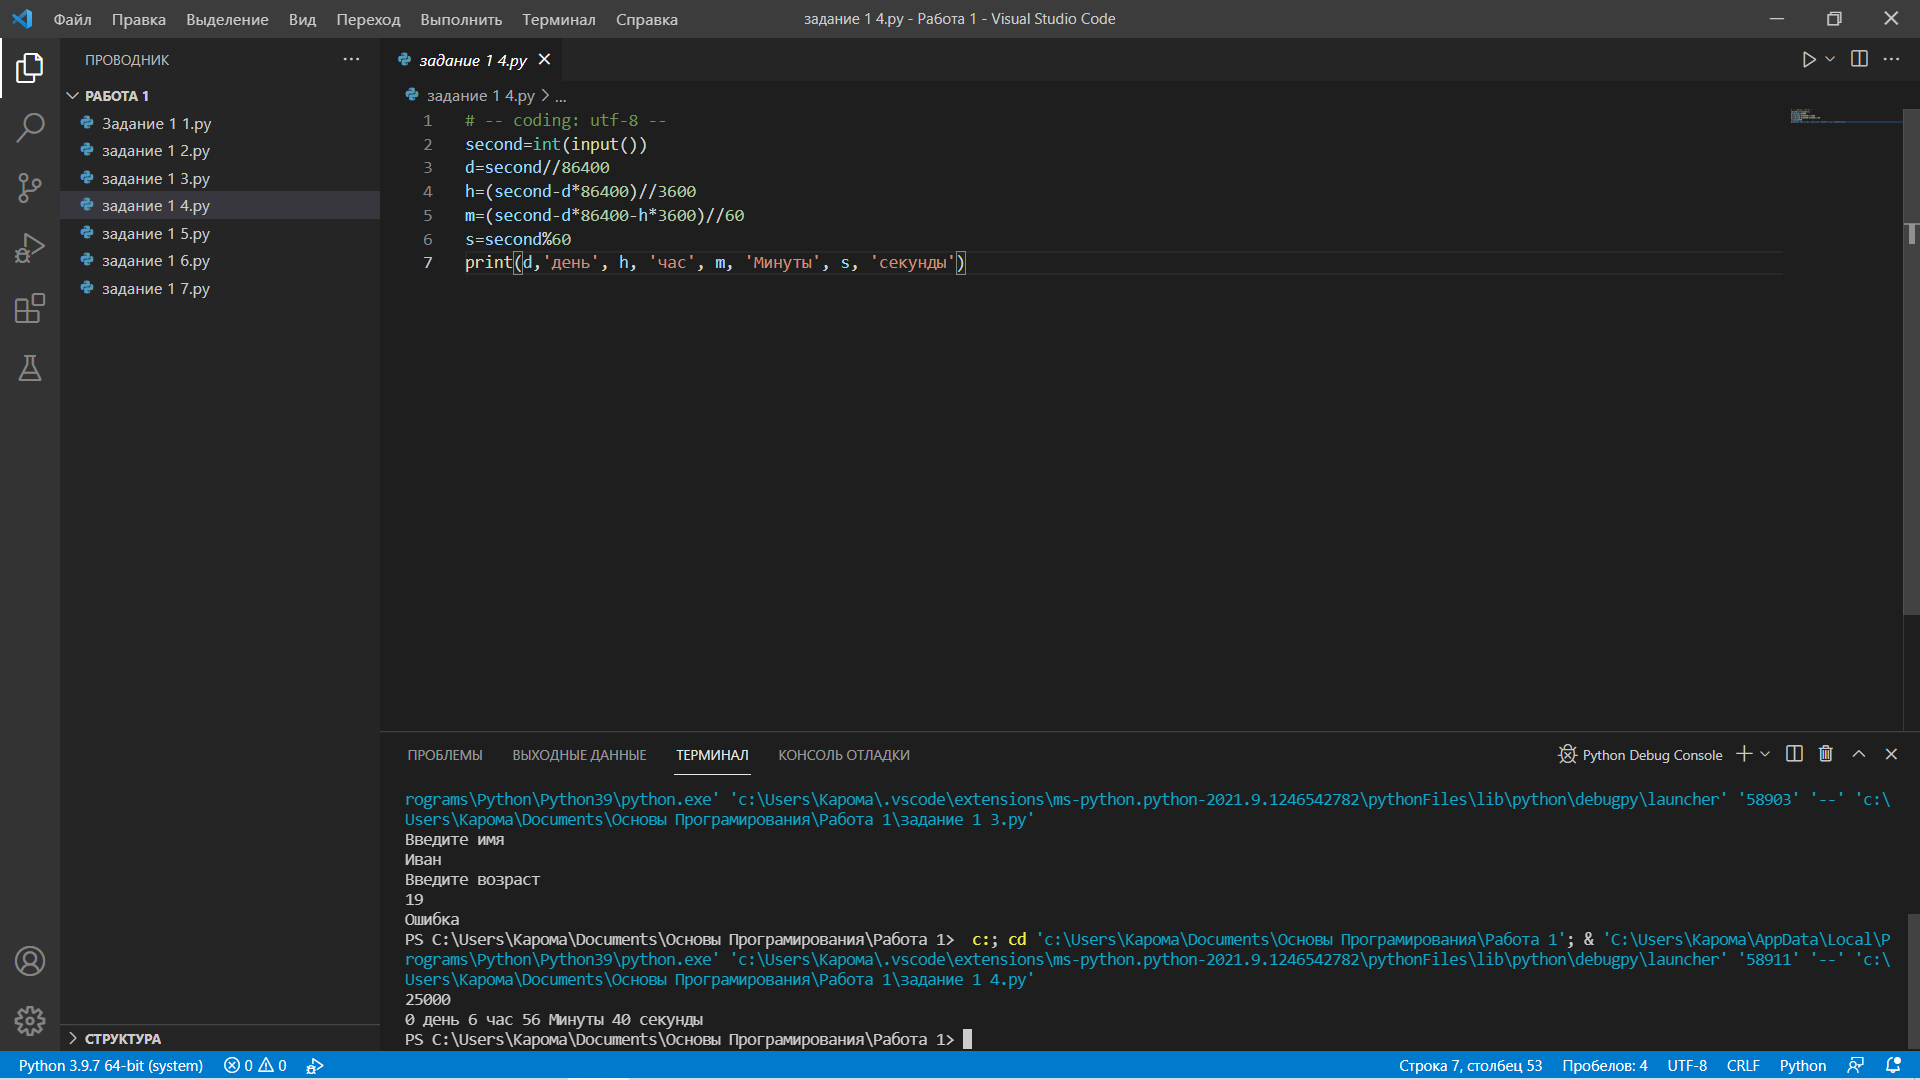 Файл Правка Выделение Вид Переход Выполнить Терминал Справка
задание 1 4.py - Работа 1 - Visual Studio Code
ПРОВОДНИК
РАБОТА 1
Задание 1 1.py
задание 1 2.py
задание 1 3.py
задание 1 4.py
задание 1 5.py
задание 1 6.py
задание 1 7.py
СТРУКТУРА
задание 1 4.py
задание 1 4.py > ...
1 # -- coding: utf-8 --
2 second=int(input())
3 d=second//86400
4 h=(second-d*86400)//3600
5 m=(second-d*86400-h*3600)//60
6 s=second%60
7 print(d,'день', h, 'час', m, 'Минуты', s, 'секунды')
ПРОБЛЕМЫ ВЫХОДНЫЕ ДАННЫЕ ТЕРМИНАЛ КОНСОЛЬ ОТЛАДКИ
Python Debug Console
rograms\Python\Python39\python.exe' 'c:\Users\Карома\.vscode\extensions\ms-python.python-2021.9.1246542782\pythonFiles\lib\python\debugpy\launcher' '58903' '--' 'c:\
Users\Карома\Documents\Основы Програмирования\Работа 1\задание 1 3.py'
Введите имя
Иван
Введите возраст
19
Ошибка
PS C:\Users\Карома\Documents\Основы Програмирования\Работа 1>  c:; cd 'c:\Users\Карома\Documents\Основы Програмирования\Работа 1'; & 'C:\Users\Карома\AppData\Local\P
rograms\Python\Python39\python.exe' 'c:\Users\Карома\.vscode\extensions\ms-python.python-2021.9.1246542782\pythonFiles\lib\python\debugpy\launcher' '58911' '--' 'c:\
Users\Карома\Documents\Основы Програмирования\Работа 1\задание 1 4.py'
25000
0 день 6 час 56 Минуты 40 секунды
PS C:\Users\Карома\Documents\Основы Програмирования\Работа 1>
Python 3.9.7 64-bit (system) 0 0
Строка 7, столбец 53 Пробелов: 4 UTF-8 CRLF Python